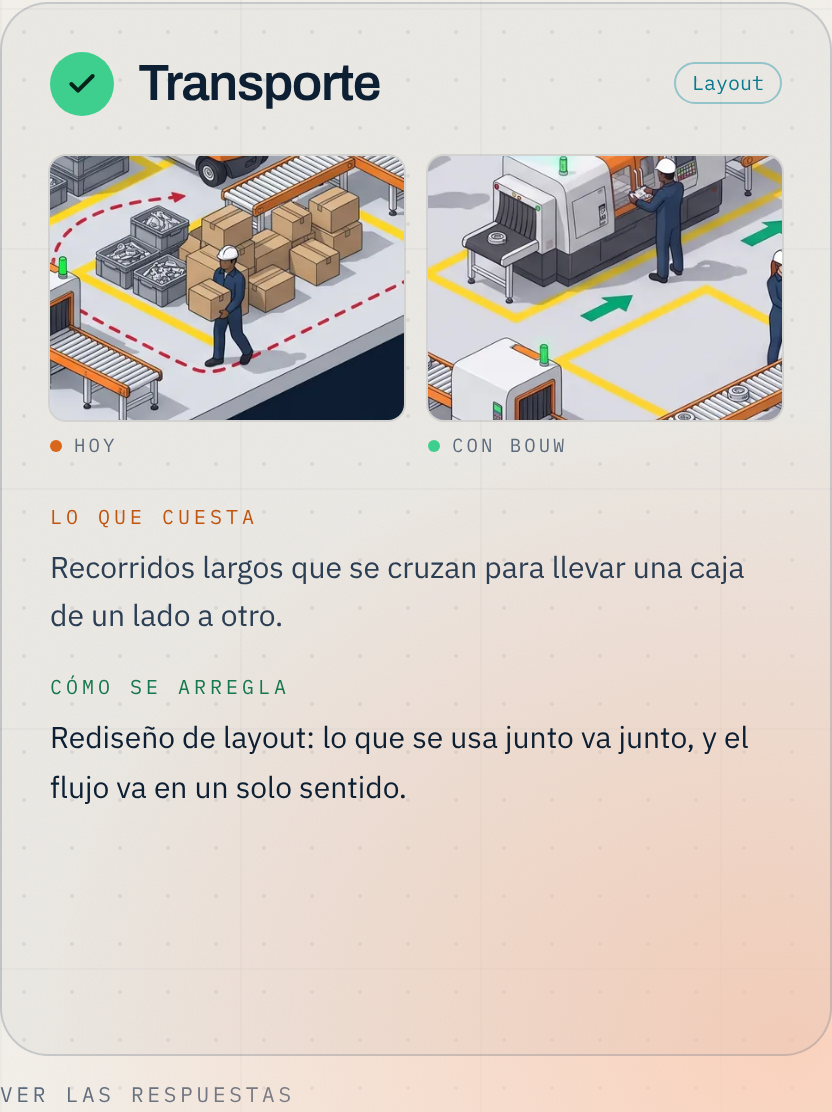 Transporte
Layout
HOY
CON BOUW
LO QUE CUESTA
Recorridos largos que se cruzan para llevar una caja
de un lado a otro.
CÓMO SE ARREGLA
Rediseño de layout: lo que se usa junto va junto, y el
flujo va en un solo sentido.
VER LAS RESPUESTAS